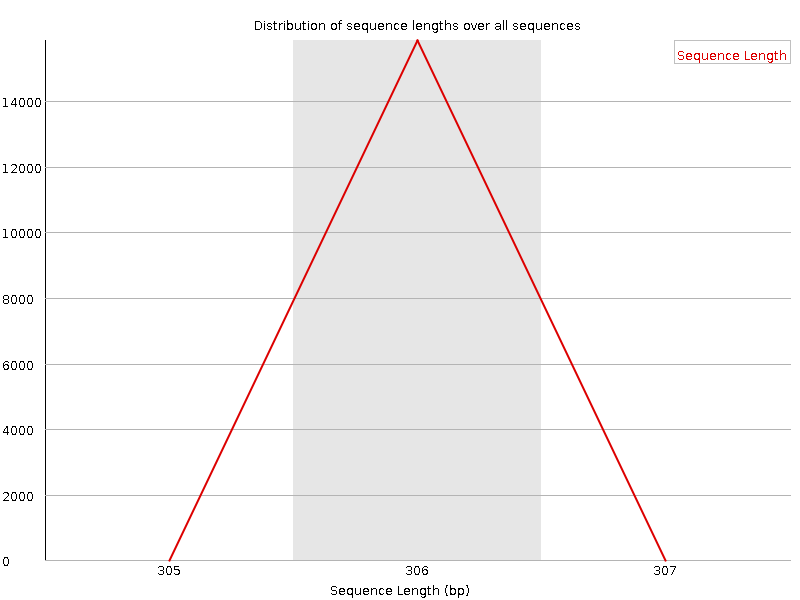 Distribution of sequence lengths over all sequences
Sequence Length
14000
12000
10000
8000
6000
4000
2000
0
305 306 307
Sequence Length (bp)